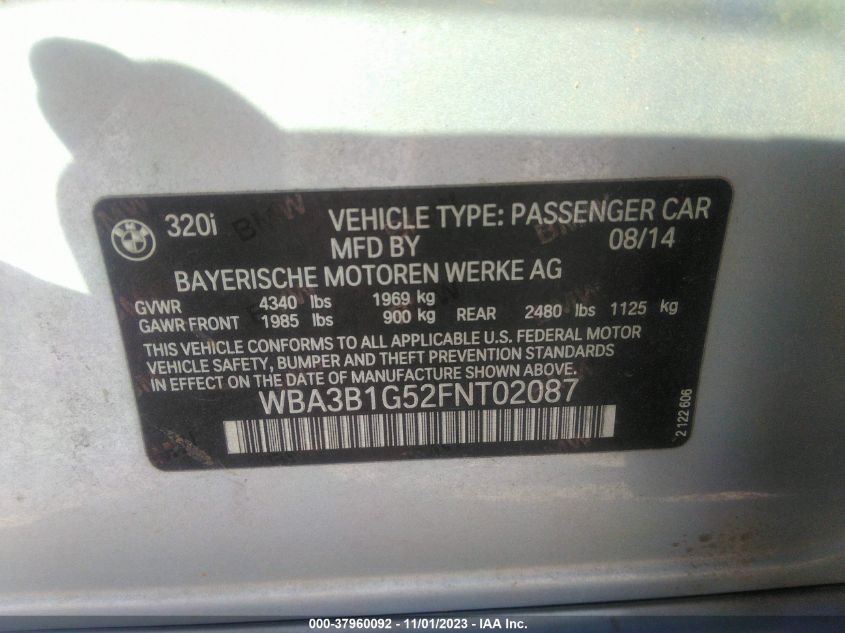 BMW 320i VEHICLE TYPE: PASSENGER CAR
MFD BY 08/14
BAYERISCHE MOTOREN WERKE AG
GVWR 4340 lbs 1969 kg
GAWR FRONT 1985 lbs 900 kg REAR 2480 lbs 1125 kg
THIS VEHICLE CONFORMS TO ALL APPLICABLE U.S. FEDERAL MOTOR
VEHICLE SAFETY, BUMPER AND THEFT PREVENTION STANDARDS
IN EFFECT ON THE DATE OF MANUFACTURE SHOWN ABOVE.
WBA3B1G52FNT02087
2 122 606
000-37960092 - 11/01/2023 - IAA Inc.